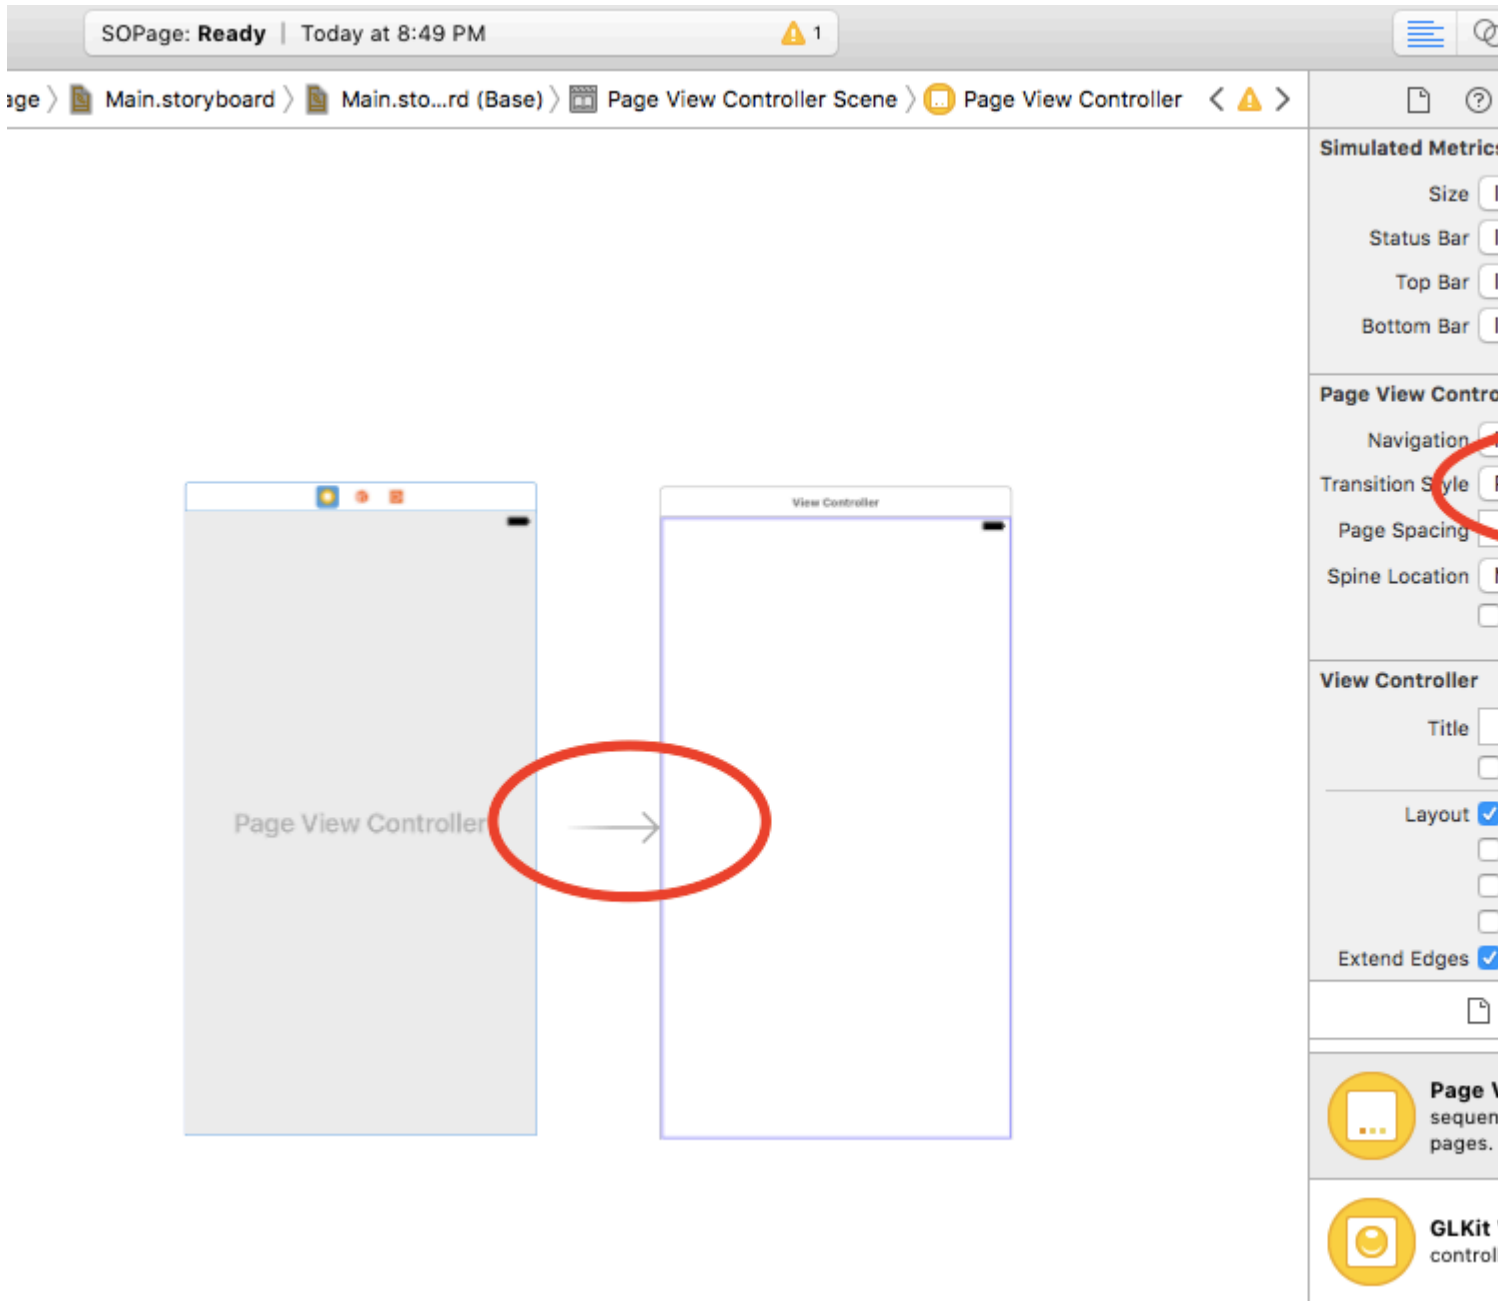 SOPage: Ready | Today at 8:49 PM 1
age 〉 Main.storyboard 〉 Main.sto...rd (Base) 〉 Page View Controller Scene 〉 Page View Controller
Simulated Metrics
Size
Status Bar
Top Bar
Bottom Bar
Page View Contro
Navigation
Transition Style
Page Spacing
Spine Location
View Controller
Title
Layout
Extend Edges
View Controller
Page View Controller
Page V
sequen
pages.
GLKit
control